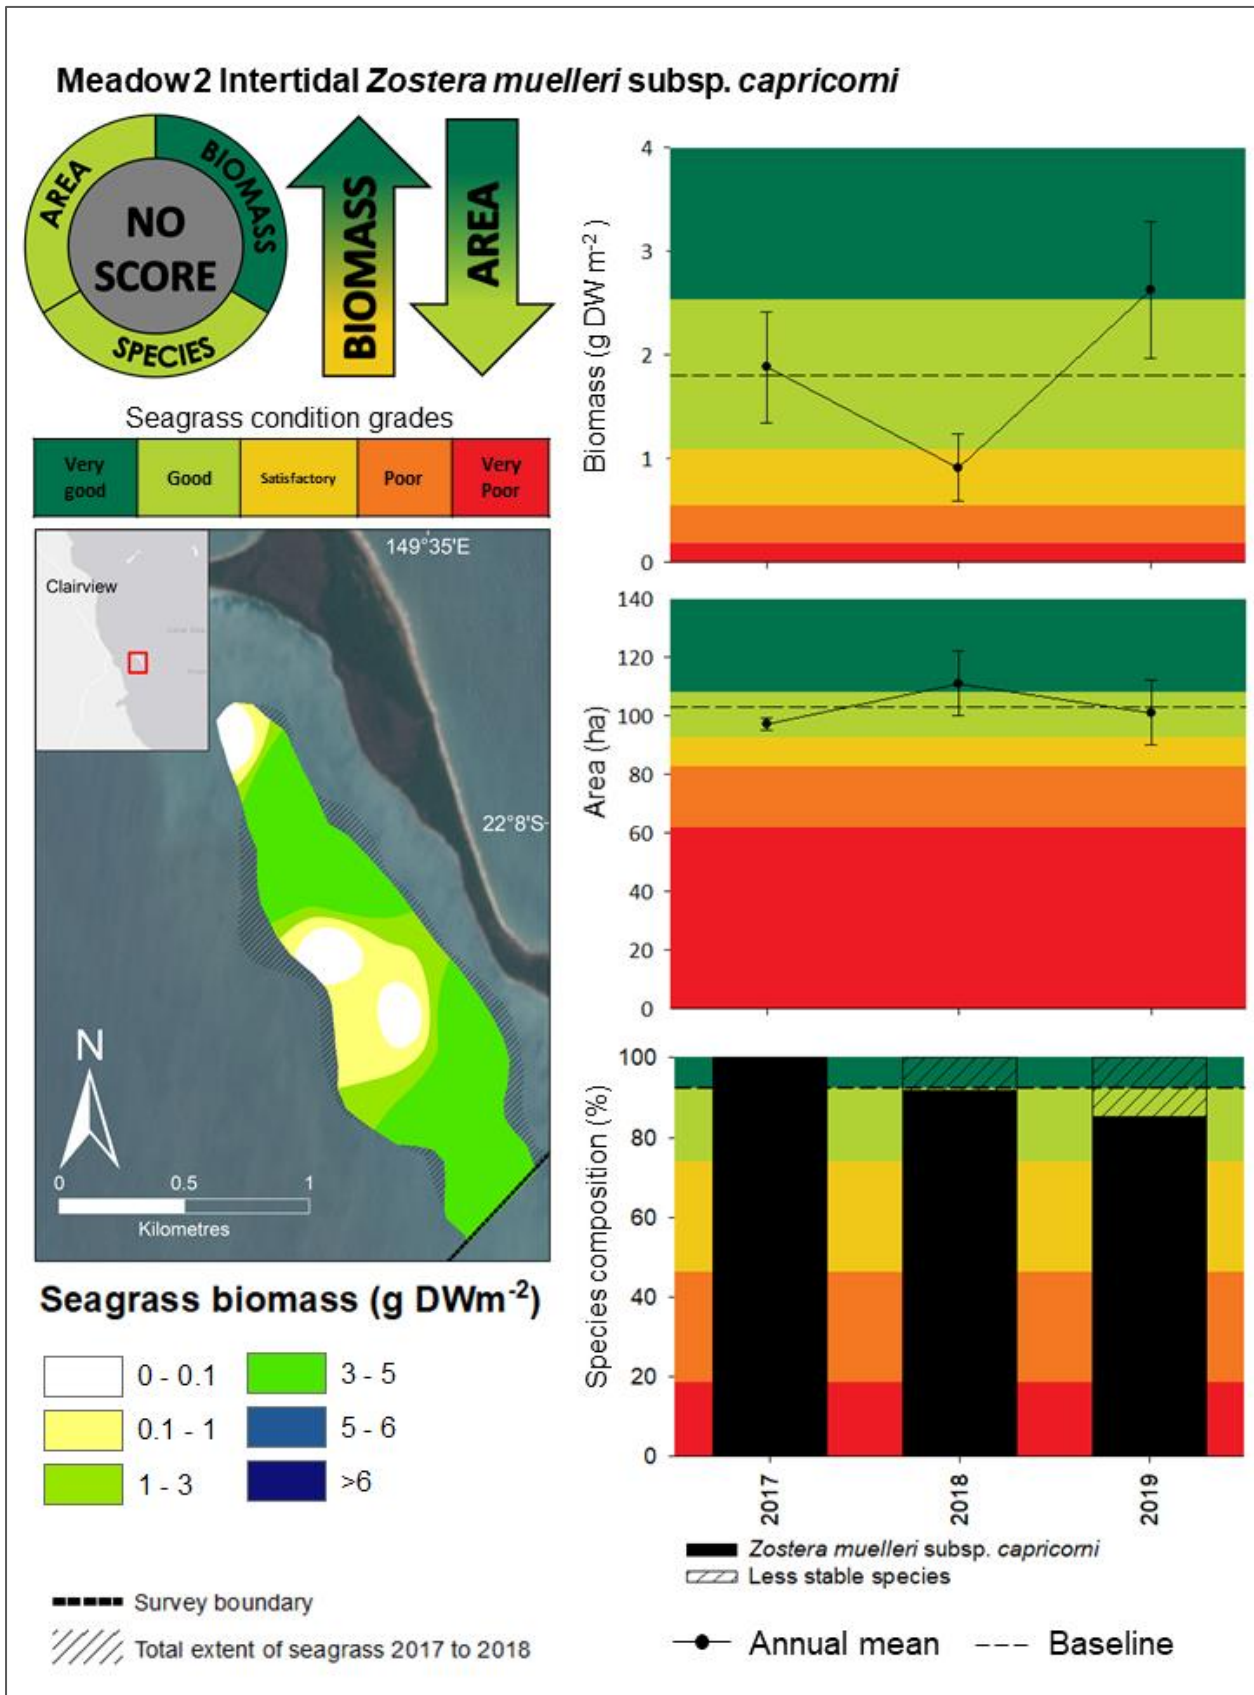 Meadow 2 Intertidal Zostera muelleri subsp. capricorni
AREA
BIOMASS
SPECIES
NO
SCORE
BIOMASS
AREA
Seagrass condition grades
Very
good
Good
Satisfactory
Poor
Very
Poor
Clairview
149°35'E
22°8'S
N
0 0.5 1
Kilometres
Seagrass biomass (g DWm-2)
0 - 0.1
0.1 - 1
1 - 3
3 - 5
5 - 6
>6
Survey boundary
Total extent of seagrass 2017 to 2018
Biomass (g DW m-2 )
4
3
2
1
0
Area (ha)
140
120
100
80
60
40
20
0
Species composition (%)
100
80
60
40
20
0
2017
2018
2019
Zostera muelleri subsp. capricorni
Less stable species
Annual mean
Baseline